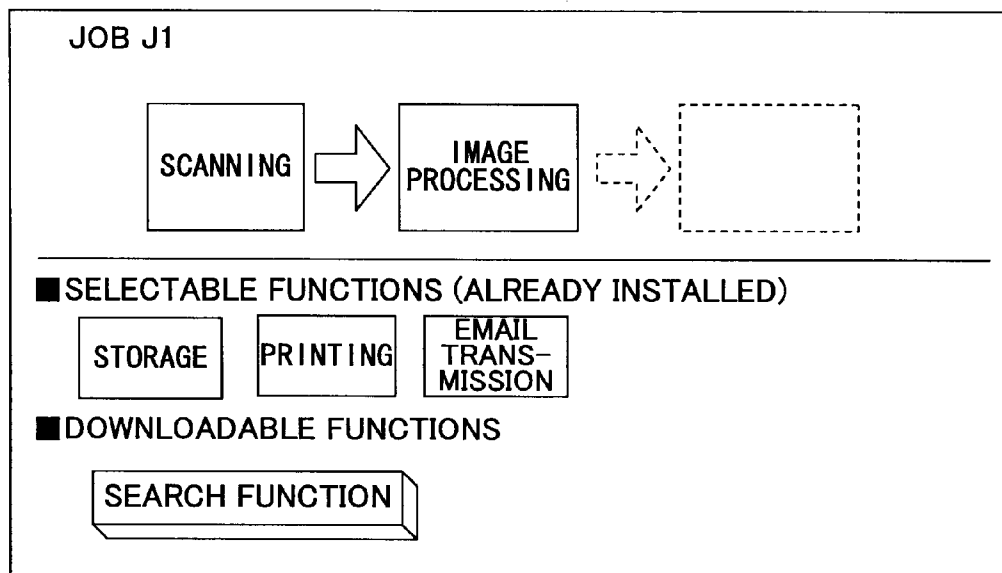 JOB J1
SCANNING
IMAGE
PROCESSING
■SELECTABLE FUNCTIONS (ALREADY INSTALLED)
STORAGE
PRINTING
EMAIL
TRANS-
MISSION
■DOWNLOADABLE FUNCTIONS
SEARCH FUNCTION